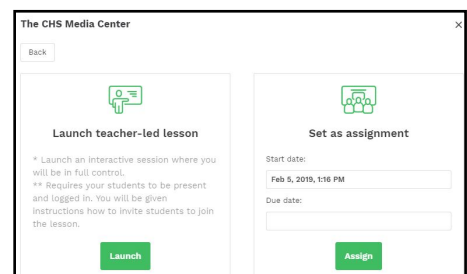 The CHS Media Center
×
Back
Launch teacher-led lesson
* Launch an interactive session where you
will be in full control.
** Requires your students to be present
and logged in. You will be given
instructions how to invite students to join
the lesson.
Launch
Set as assignment
Start date:
Feb 5, 2019, 1:16 PM
Due date:
Assign